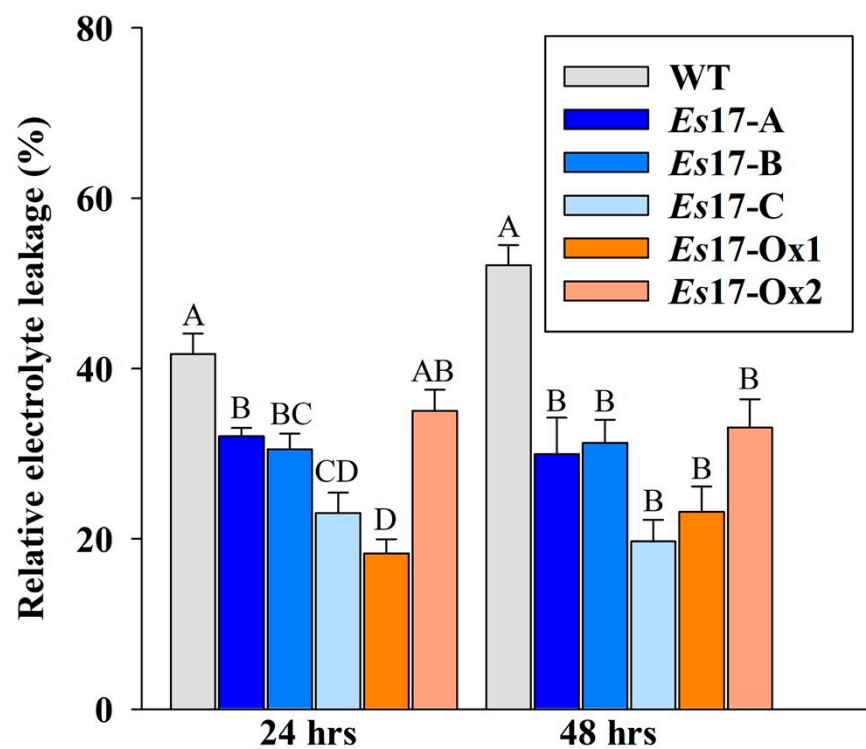 Relative electrolyte leakage (%)
80
60
40
20
0
WT
Es17-A
Es17-B
Es17-C
Es17-Ox1
Es17-Ox2
A
B
BC
CD
D
AB
A
B
B
B
B
B
24 hrs
48 hrs